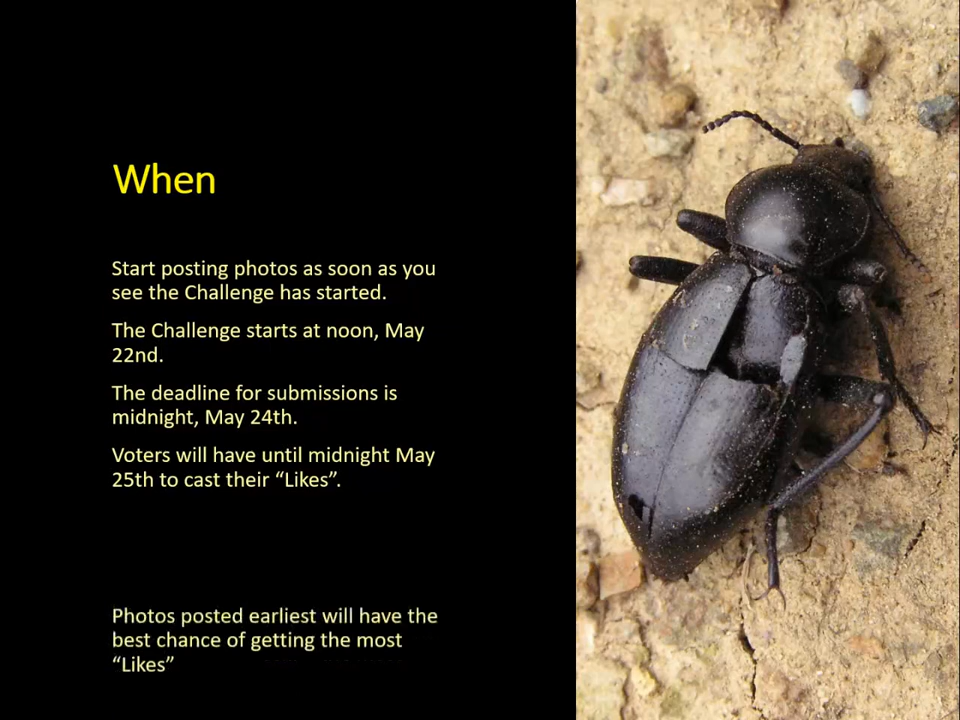 When
Start posting photos as soon as you
see the Challenge has started.
The Challenge starts at noon, May
22nd.
The deadline for submissions is
midnight, May 24th.
Voters will have until midnight May
25th to cast their “Likes”.
Photos posted earliest will have the
best chance of getting the most
“Likes”